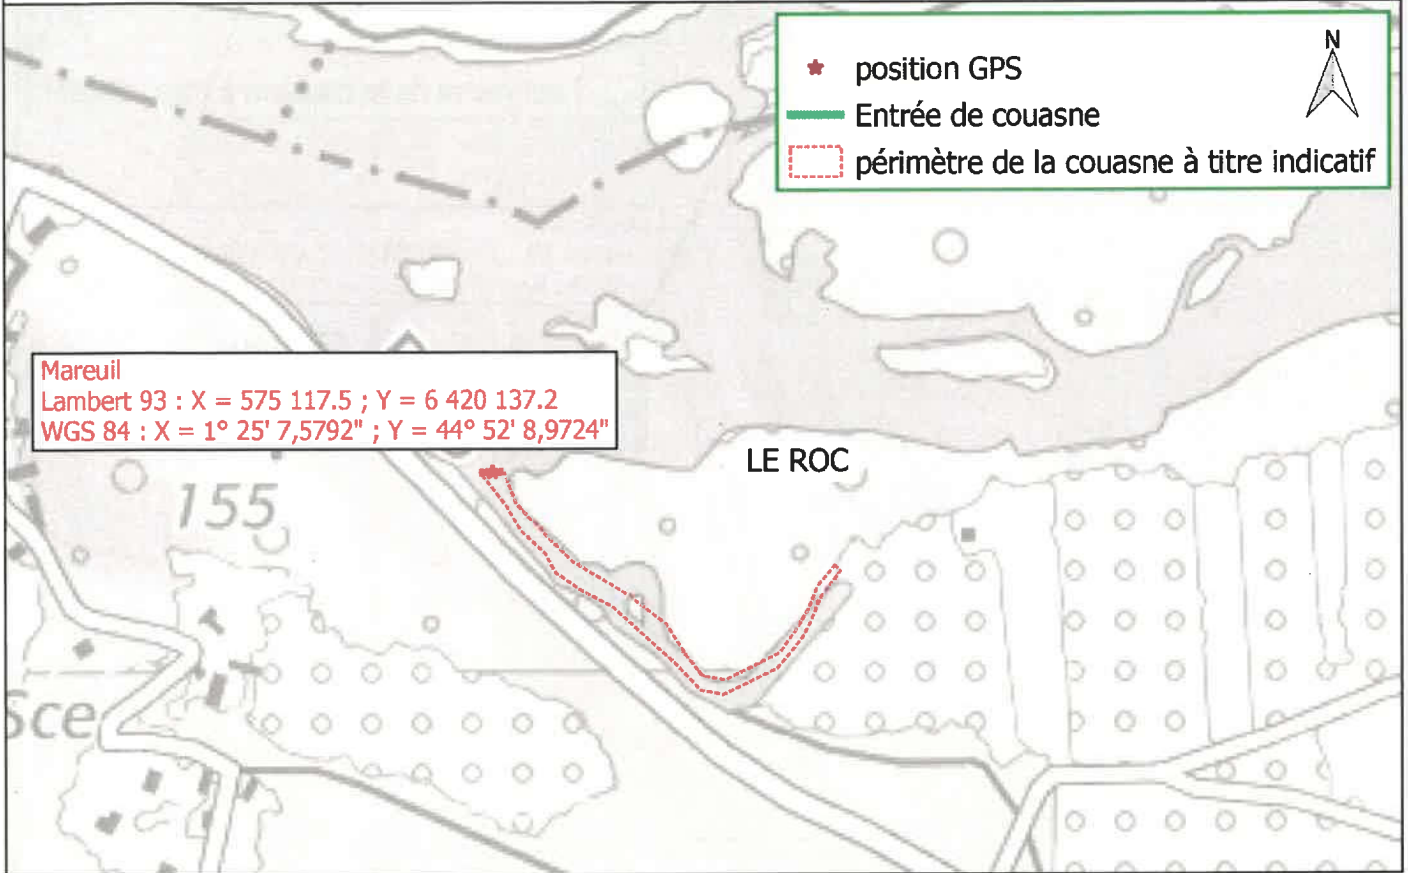 N
position GPS
Entrée de couasne
périmètre de la couasne à titre indicatif
Mareuil
Lambert 93 : X = 575 117.5 ; Y = 6 420 137.2
WGS 84 : X = 1° 25' 7,5792" ; Y = 44° 52' 8,9724"
LE ROC
155
Sce